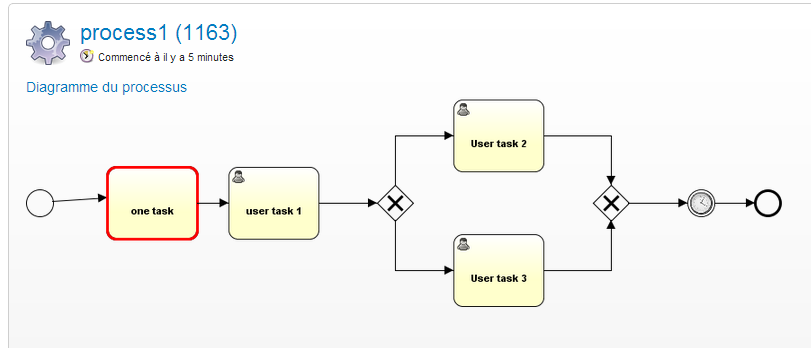 process1 (1163)
Commencé à il y a 5 minutes
Diagramme du processus
User task 2
one task
user task 1
User task 3